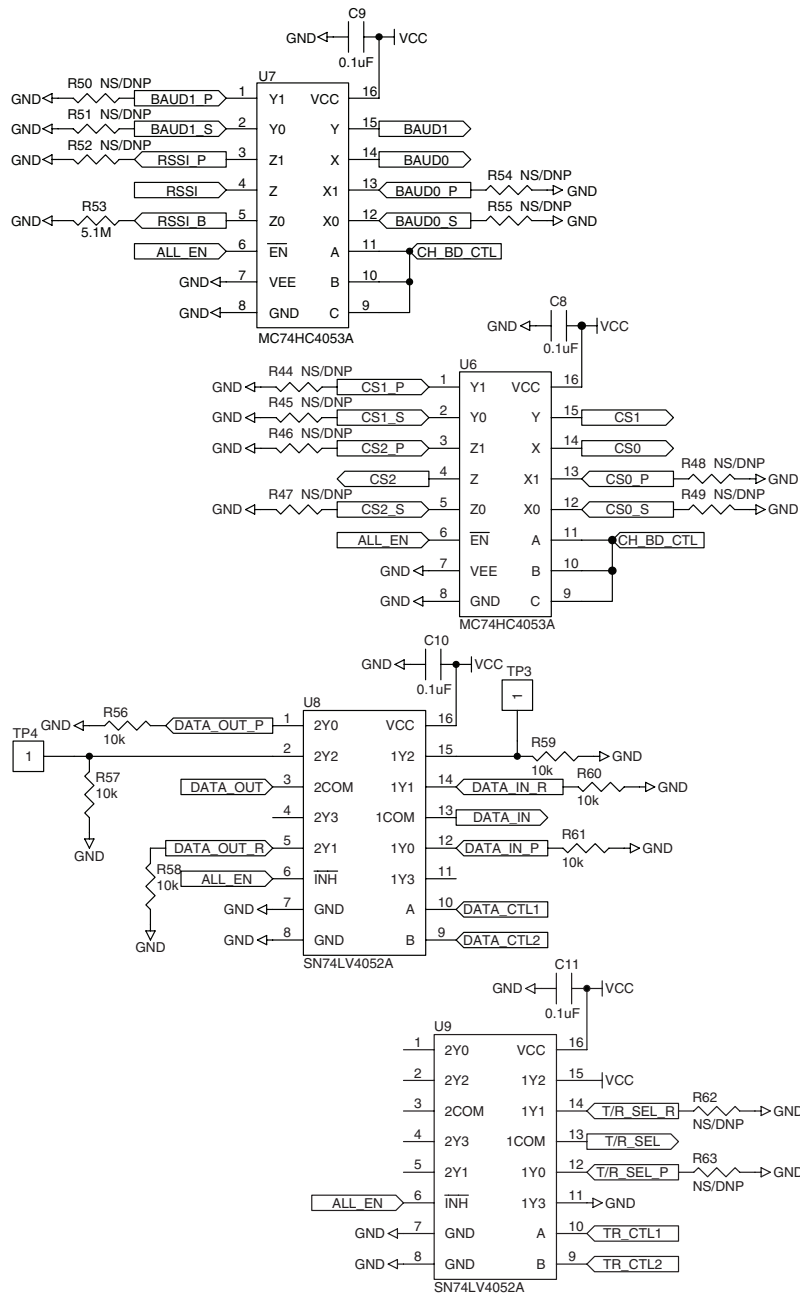 C9
GND VCC
0.1uF
U7
R50 NS/DNP
GND BAUD1_P 1 Y1 VCC 16
R51 NS/DNP
GND BAUD1_S 2 Y0 Y 15 BAUD1
R52 NS/DNP
GND RSSI_P 3 Z1 X 14 BAUD0
RSSI 4 Z X1 13 BAUD0_P R54 NS/DNP GND
R53
GND RSSI_B 5 Z0 X0 12 BAUD0_S R55 NS/DNP GND
5.1M
ALL_EN 6 EN A 11 CH_BD_CTL
GND 7 VEE B 10
GND 8 GND C 9
MC74HC4053A
C8
GND VCC
0.1uF
U6
R44 NS/DNP
GND CS1_P 1 Y1 VCC 16
R45 NS/DNP
GND CS1_S 2 Y0 Y 15 CS1
R46 NS/DNP
GND CS2_P 3 Z1 X 14 CS0
CS2 4 Z X1 13 CS0_P R48 NS/DNP GND
R47 NS/DNP
GND CS2_S 5 Z0 X0 12 CS0_S R49 NS/DNP GND
ALL_EN 6 EN A 11 CH_BD_CTL
GND 7 VEE B 10
GND 8 GND C 9
MC74HC4053A
C10
GND VCC
0.1uF
TP3
1
U8
R56
GND DATA_OUT_P 1 2Y0 VCC 16
10k
TP4
1 2 2Y2 1Y2 15 R59 GND
10k
R57
10k
GND
DATA_OUT 3 2COM 1Y1 14 DATA_IN_R R60 GND
10k
4 2Y3 1COM 13 DATA_IN
DATA_OUT_R 5 2Y1 1Y0 12 DATA_IN_P R61 GND
10k
R58
10k
GND
ALL_EN 6 INH 1Y3 11
GND 7 GND A 10 DATA_CTL1
GND 8 GND B 9 DATA_CTL2
SN74LV4052A
C11
GND VCC
0.1uF
U9
1 2Y0 VCC 16
2 2Y2 1Y2 15 VCC
3 2COM 1Y1 14 T/R_SEL_R R62 GND
NS/DNP
4 2Y3 1COM 13 T/R_SEL
5 2Y1 1Y0 12 T/R_SEL_P R63 GND
NS/DNP
ALL_EN 6 INH 1Y3 11 GND
GND 7 GND A 10 TR_CTL1
GND 8 GND B 9 TR_CTL2
SN74LV4052A